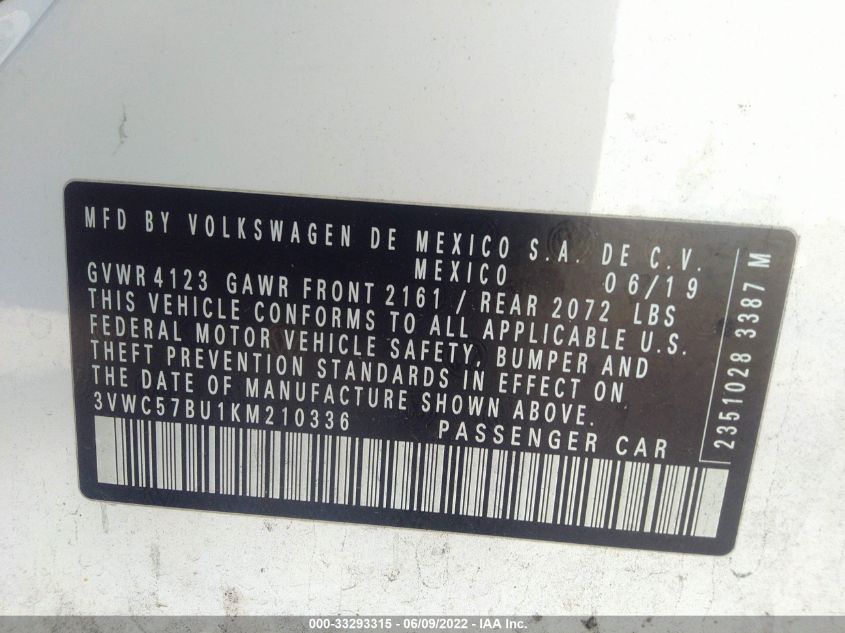 MFD BY VOLKSWAGEN DE MEXICO S.A. DE C.V.
MEXICO 06/19
GVWR 4123 GAWR FRONT 2161 / REAR 2072 LBS
THIS VEHICLE CONFORMS TO ALL APPLICABLE U.S.
FEDERAL MOTOR VEHICLE SAFETY, BUMPER AND
THEFT PREVENTION STANDARDS IN EFFECT ON
THE DATE OF MANUFACTURE SHOWN ABOVE.
3VWC57BU1KM210336 PASSENGER CAR
2351028 3387 M
000-33293315 - 06/09/2022 - IAA Inc.